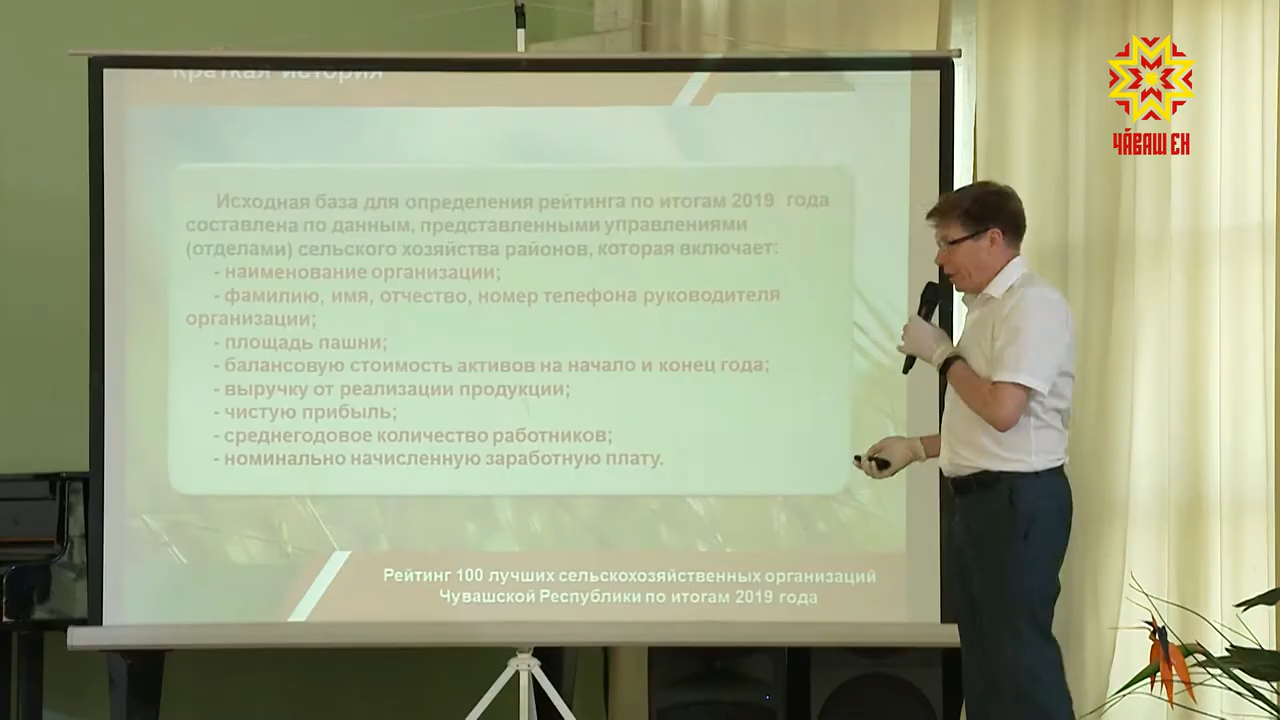 Краткая история
ЧӐВАШ ЕН
Исходная база для определения рейтинга по итогам 2019 года
составлена по данным, представленными управлениями
(отделами) сельского хозяйства районов, которая включает:
- наименование организации;
- фамилию, имя, отчество, номер телефона руководителя
организации;
- площадь пашни;
- балансовую стоимость активов на начало и конец года;
- выручку от реализации продукции;
- чистую прибыль;
- среднегодовое количество работников;
- номинально начисленную заработную плату.
Рейтинг 100 лучших сельскохозяйственных организаций
Чувашской Республики по итогам 2019 года